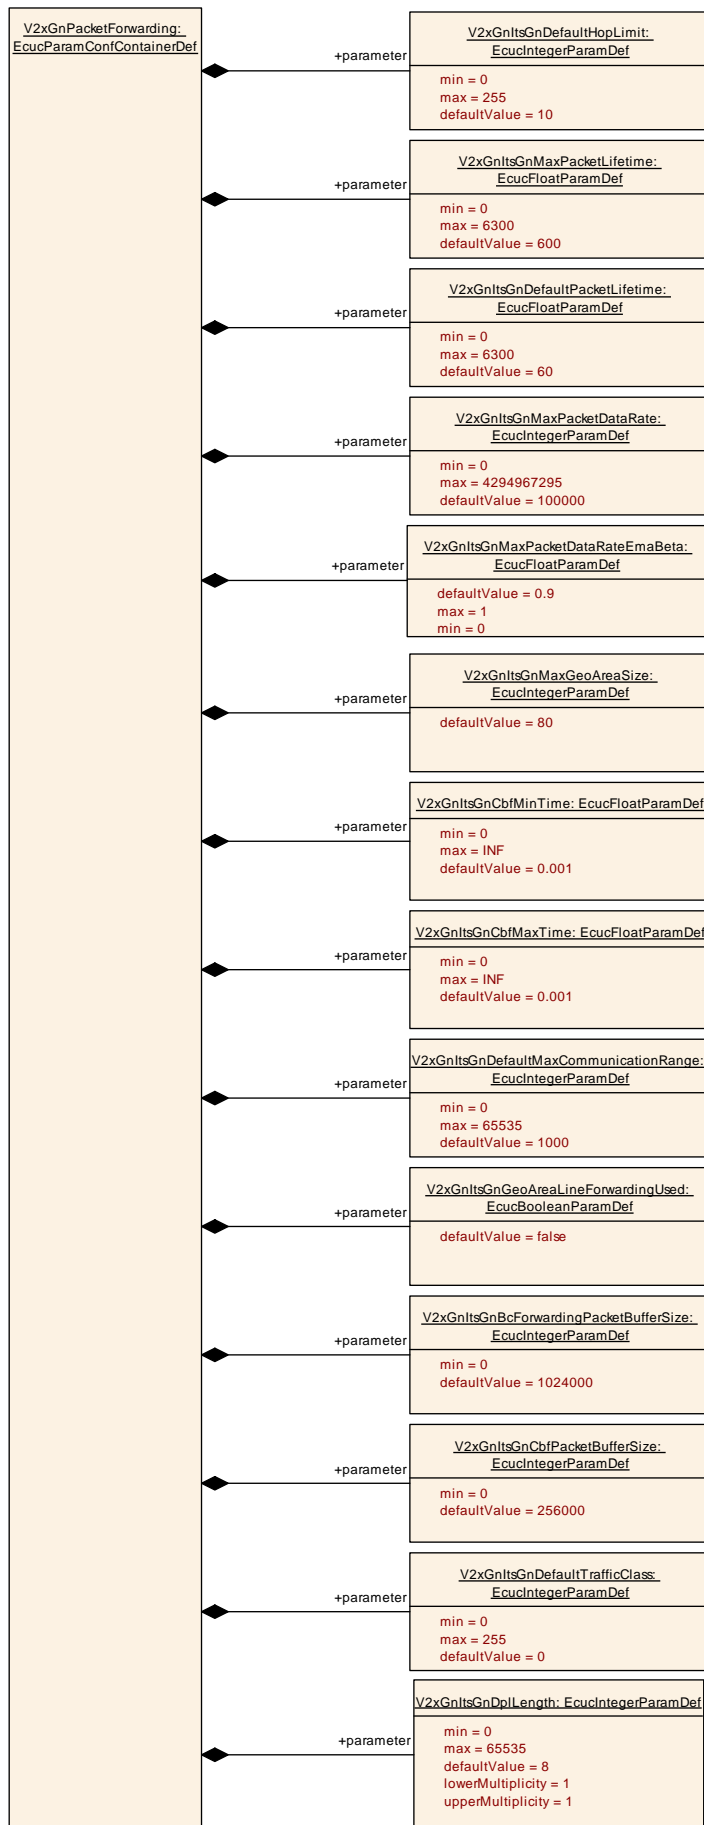 V2xGnPacketForwarding:
EcucParamConfContainerDef
+parameter
V2xGnItsGnDefaultHopLimit:
EcucIntegerParamDef
min = 0
max = 255
defaultValue = 10
+parameter
V2xGnItsGnMaxPacketLifetime:
EcucFloatParamDef
min = 0
max = 6300
defaultValue = 600
+parameter
V2xGnItsGnDefaultPacketLifetime:
EcucFloatParamDef
min = 0
max = 6300
defaultValue = 60
+parameter
V2xGnItsGnMaxPacketDataRate:
EcucIntegerParamDef
min = 0
max = 4294967295
defaultValue = 100000
+parameter
V2xGnItsGnMaxPacketDataRateEmaBeta:
EcucFloatParamDef
defaultValue = 0.9
max = 1
min = 0
+parameter
V2xGnItsGnMaxGeoAreaSize:
EcucIntegerParamDef
defaultValue = 80
+parameter
V2xGnItsGnCbfMinTime: EcucFloatParamDef
min = 0
max = INF
defaultValue = 0.001
+parameter
V2xGnItsGnCbfMaxTime: EcucFloatParamDef
min = 0
max = INF
defaultValue = 0.001
+parameter
V2xGnItsGnDefaultMaxCommunicationRange:
EcucIntegerParamDef
min = 0
max = 65535
defaultValue = 1000
+parameter
V2xGnItsGnGeoAreaLineForwardingUsed:
EcucBooleanParamDef
defaultValue = false
+parameter
V2xGnItsGnBcForwardingPacketBufferSize:
EcucIntegerParamDef
min = 0
defaultValue = 1024000
+parameter
V2xGnItsGnCbfPacketBufferSize:
EcucIntegerParamDef
min = 0
defaultValue = 256000
+parameter
V2xGnItsGnDefaultTrafficClass:
EcucIntegerParamDef
min = 0
max = 255
defaultValue = 0
+parameter
V2xGnItsGnDplLength: EcucIntegerParamDef
min = 0
max = 65535
defaultValue = 8
lowerMultiplicity = 1
upperMultiplicity = 1